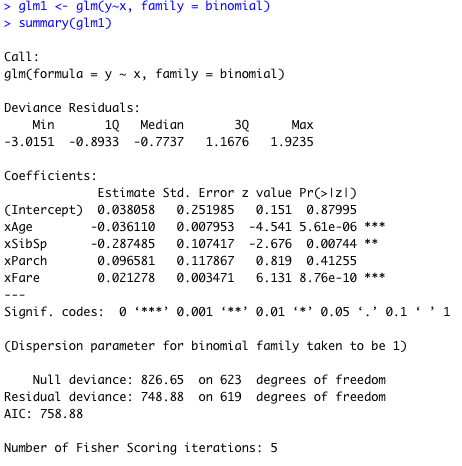 > glm1 <- glm(y~x, family = binomial)
> summary(glm1)
Call:
glm(formula = y ~ x, family = binomial)
Deviance Residuals:
    Min       1Q   Median       3Q      Max
-3.0151  -0.8933  -0.7737   1.1676   1.9235
Coefficients:
             Estimate Std. Error z value Pr(>|z|)
(Intercept)  0.038058   0.251985   0.151  0.87995
xAge        -0.036110   0.007953  -4.541 5.61e-06 ***
xSibSp      -0.287485   0.107417  -2.676  0.00744 **
xParch       0.096581   0.117867   0.819  0.41255
xFare        0.021278   0.003471   6.131 8.76e-10 ***
---
Signif. codes:  0 ‘***’ 0.001 ‘**’ 0.01 ‘*’ 0.05 ‘.’ 0.1 ‘ ’ 1
(Dispersion parameter for binomial family taken to be 1)
    Null deviance: 826.65  on 623  degrees of freedom
Residual deviance: 748.88  on 619  degrees of freedom
AIC: 758.88
Number of Fisher Scoring iterations: 5